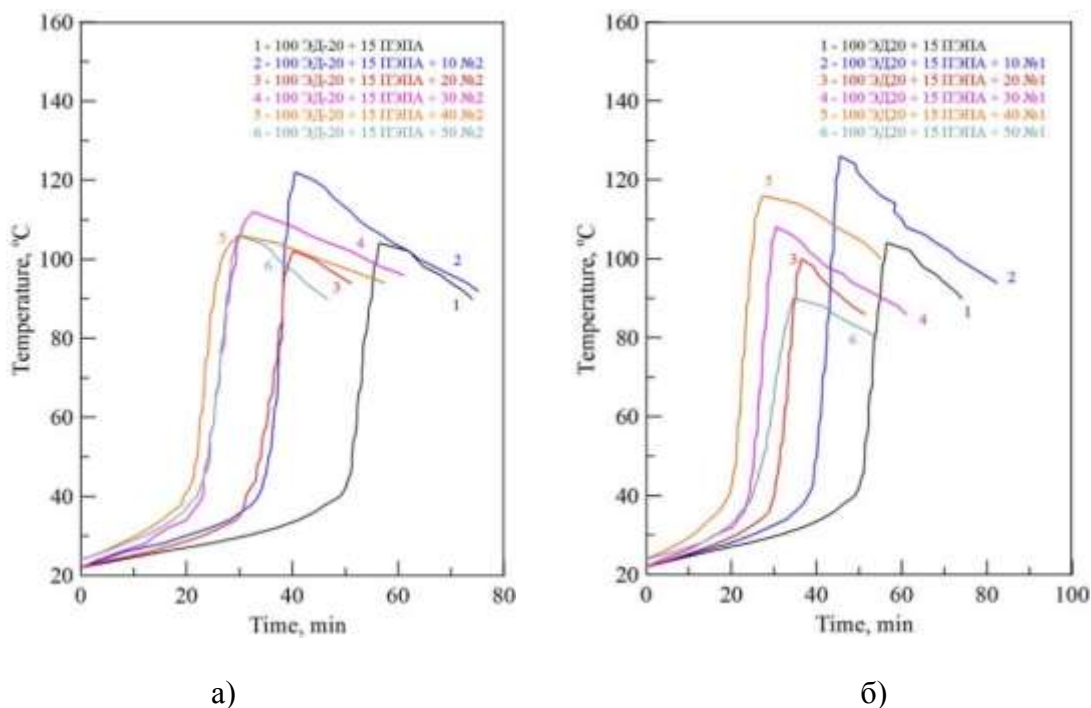 160
140
120
100
80
60
40
20
0
20
40
60
80
Temperature, ºC
Time, min
1 - 100 ЭД-20 + 15 ПЭПА
2 - 100 ЭД-20 + 15 ПЭПА + 10 №2
3 - 100 ЭД-20 + 15 ПЭПА + 20 №2
4 - 100 ЭД-20 + 15 ПЭПА + 30 №2
5 - 100 ЭД-20 + 15 ПЭПА + 40 №2
6 - 100 ЭД-20 + 15 ПЭПА + 50 №2
5
6
4
3
2
1
а)
160
140
120
100
80
60
40
20
0
20
40
60
80
100
Temperature, ºC
Time, min
1 - 100 ЭД20 + 15 ПЭПА
2 - 100 ЭД20 + 15 ПЭПА + 10 №1
3 - 100 ЭД20 + 15 ПЭПА + 20 №1
4 - 100 ЭД20 + 15 ПЭПА + 30 №1
5 - 100 ЭД20 + 15 ПЭПА + 40 №1
6 - 100 ЭД20 + 15 ПЭПА + 50 №1
5
3
2
1
4
6
б)